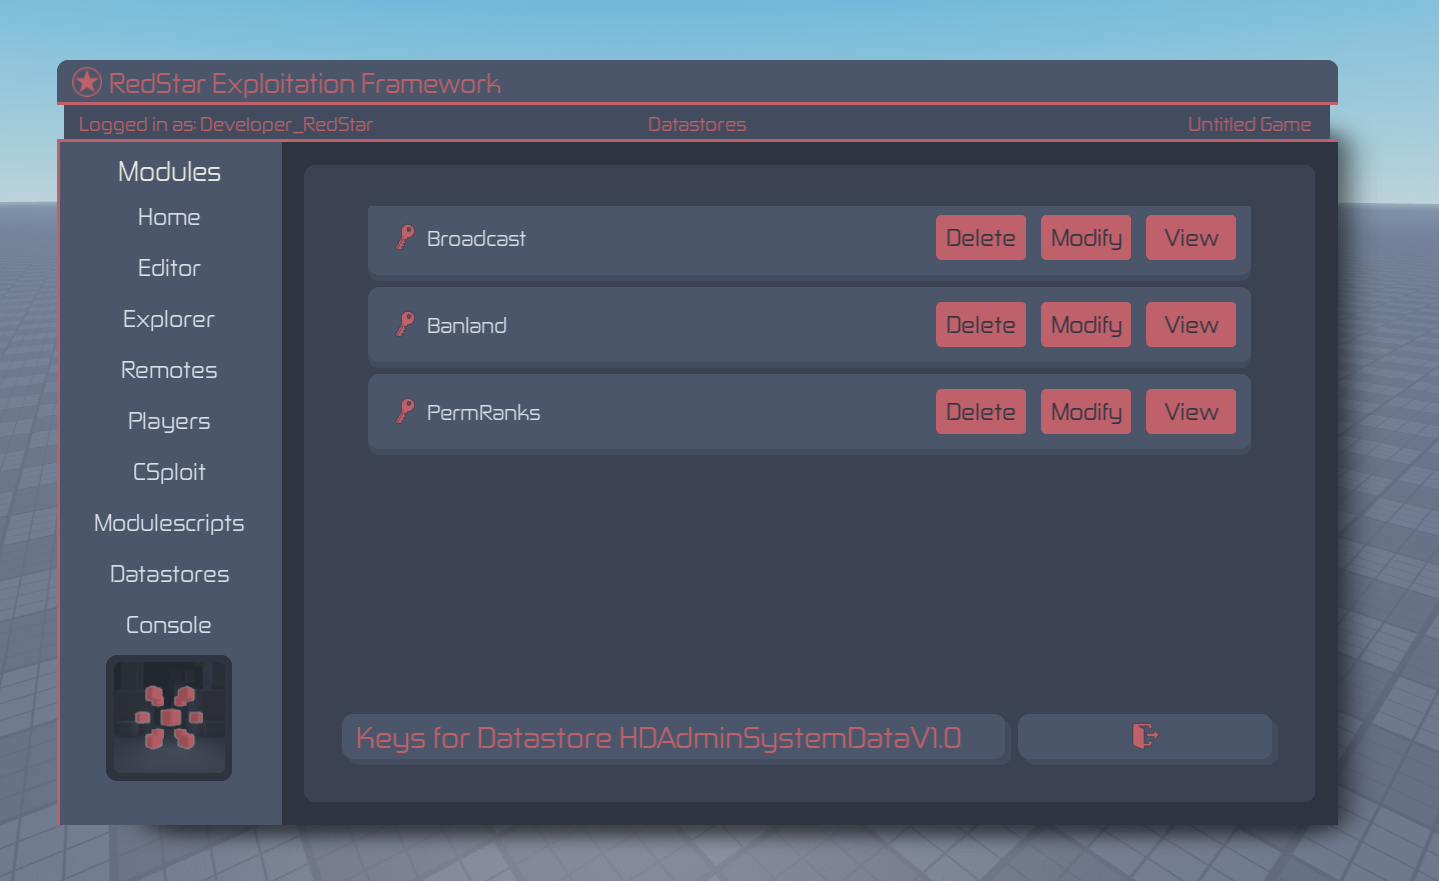 RedStar Exploitation Framework
Logged in as: Developer_RedStar
Datastores
Untitled Game
Modules
Home
Editor
Explorer
Remotes
Players
CSploit
Modulescripts
Datastores
Console
Broadcast
Delete
Modify
View
Banland
Delete
Modify
View
PermRanks
Delete
Modify
View
Keys for Datastore HDAdminSystemDataV1.0